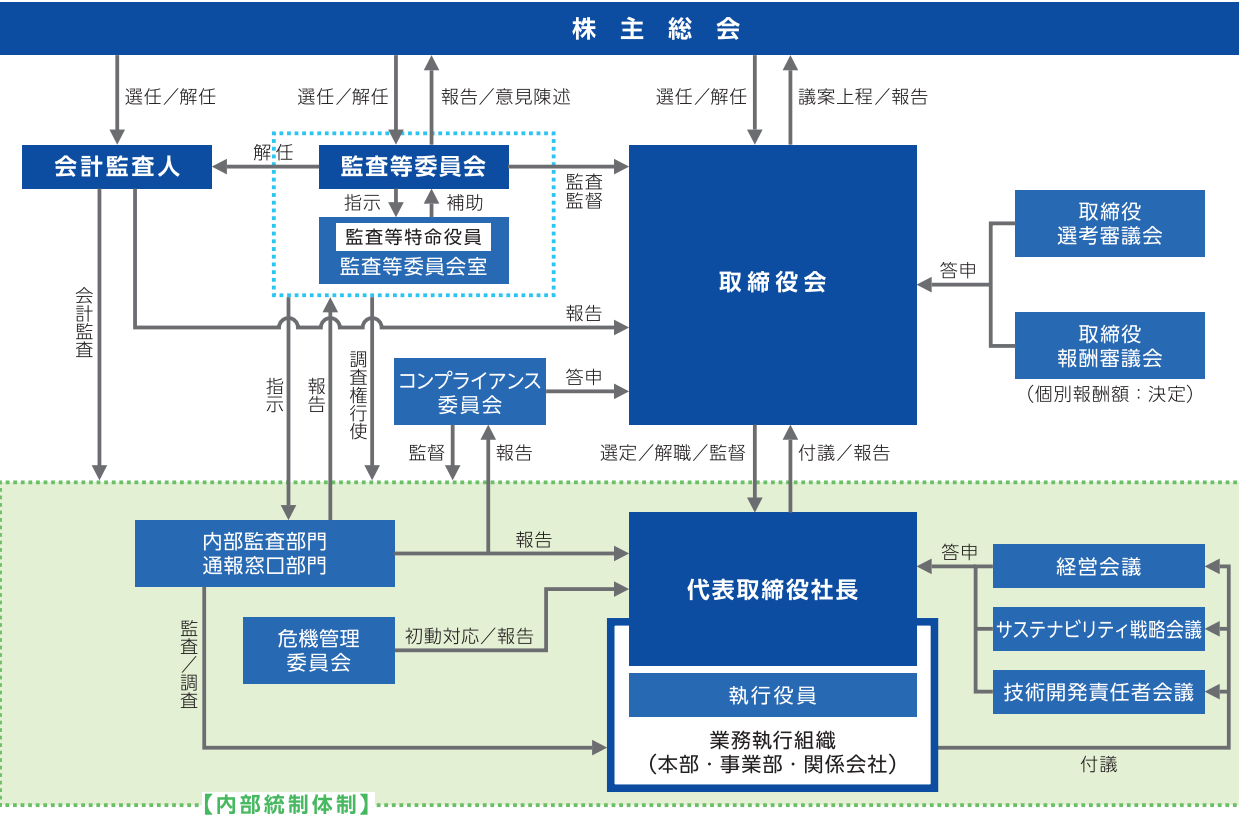 株主総会
選任／解任
選任／解任
報告／意見陳述
選任／解任
議案上程／報告
会計監査人
解任
監査等委員会
監査
監督
指示
補助
監査等特命役員
監査等委員会室
取締役会
取締役
選考審議会
答申
取締役
報酬審議会
（個別報酬額：決定）
会計監査
報告
指示
報告
調査権行使
コンプライアンス
委員会
答申
監督
報告
選定／解職／監督
付議／報告
内部監査部門
通報窓口部門
報告
代表取締役社長
答申
経営会議
サステナビリティ戦略会議
技術開発責任者会議
危機管理
委員会
初動対応／報告
監査／調査
執行役員
業務執行組織
（本部・事業部・関係会社）
付議
【内部統制体制】